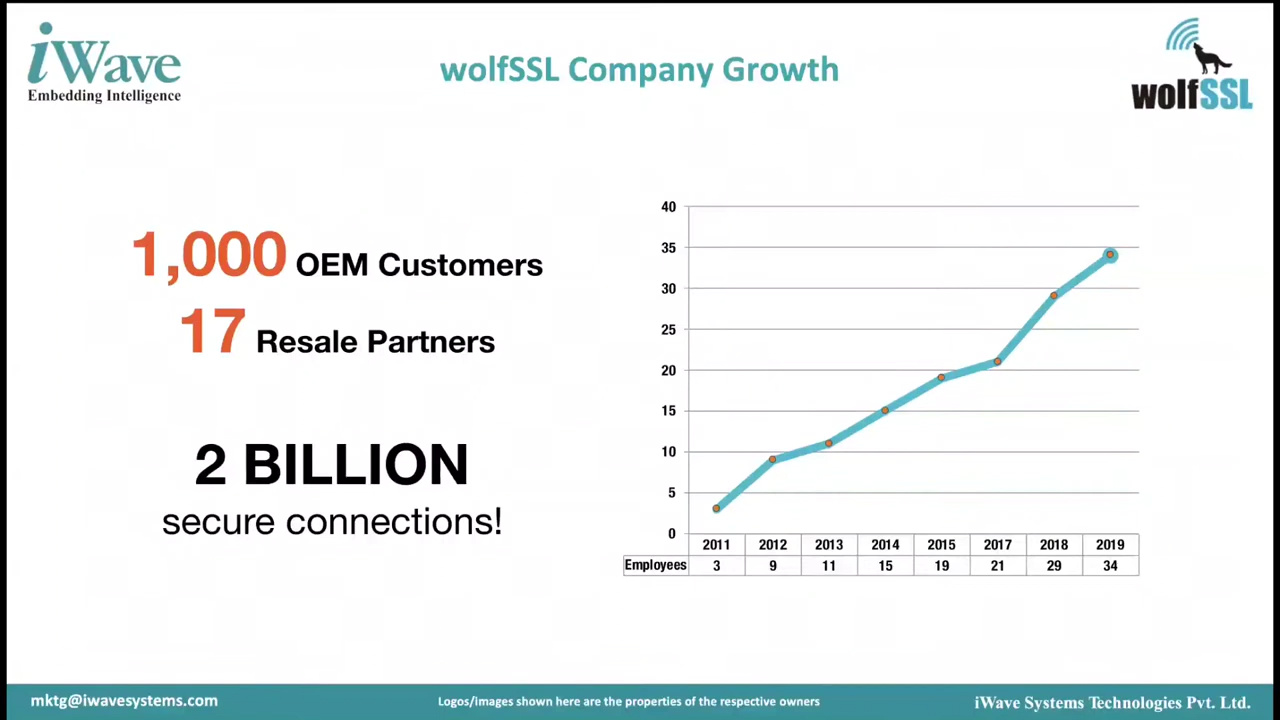 iWave
Embedding Intelligence
wolfSSL Company Growth
wolfSSL
1,000 OEM Customers
17 Resale Partners
2 BILLION
secure connections!
40
35
30
25
20
15
10
5
0
2011 2012 2013 2014 2015 2017 2018 2019
Employees 3 9 11 15 19 21 29 34
mktg@iwavesystems.com
Logos/Images shown here are the properties of the respective owners
iWave Systems Technologies Pvt. Ltd.